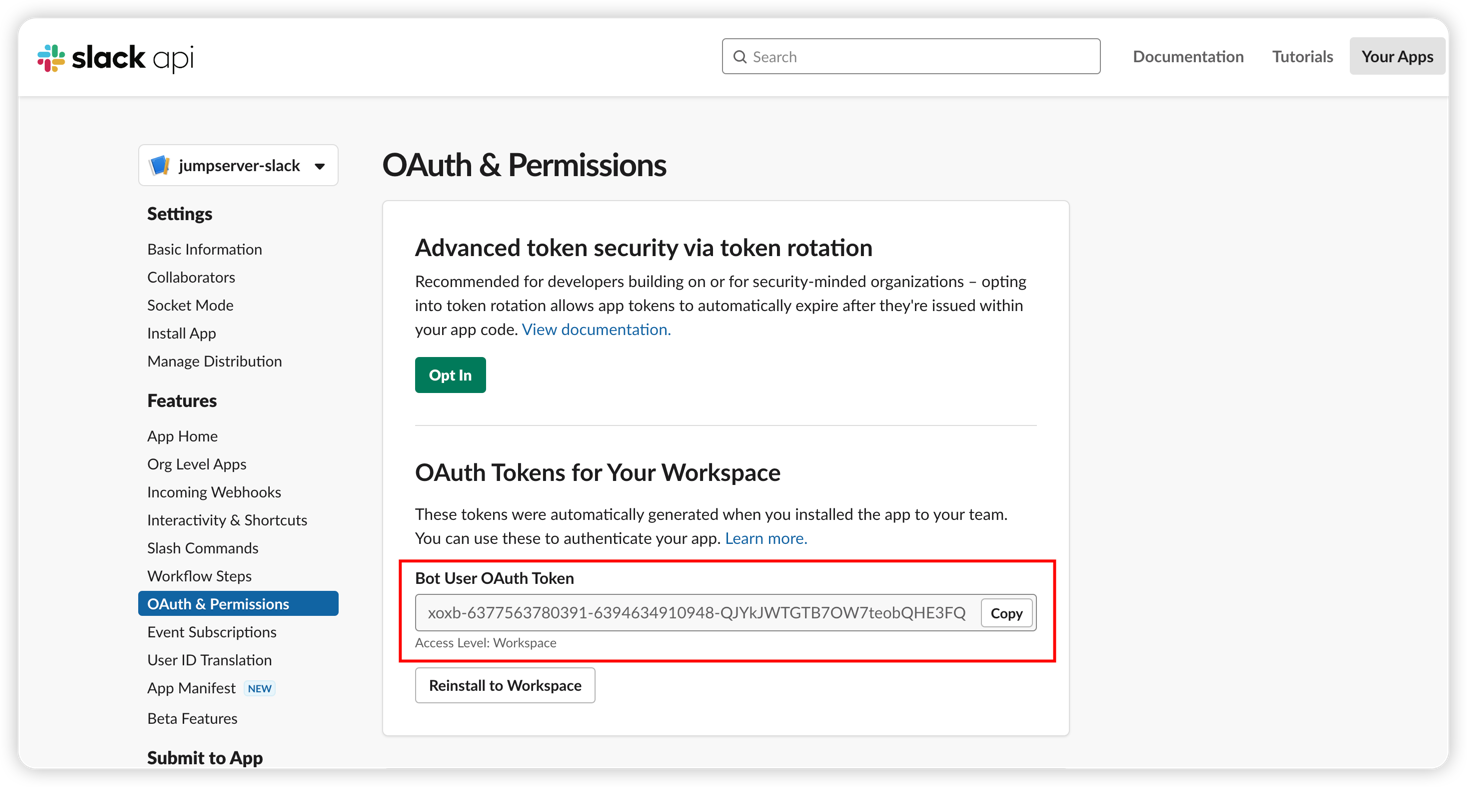 slack api
Search
Documentation
Tutorials
Your Apps
jumpserver-slack
Settings
Basic Information
Collaborators
Socket Mode
Install App
Manage Distribution
Features
App Home
Org Level Apps
Incoming Webhooks
Interactivity & Shortcuts
Slash Commands
Workflow Steps
OAuth & Permissions
Event Subscriptions
User ID Translation
App Manifest NEW
Beta Features
Submit to App
OAuth & Permissions
Advanced token security via token rotation
Recommended for developers building on or for security-minded organizations – opting
into token rotation allows app tokens to automatically expire after they're issued within
your app code. View documentation.
Opt In
OAuth Tokens for Your Workspace
These tokens were automatically generated when you installed the app to your team.
You can use these to authenticate your app. Learn more.
Bot User OAuth Token
xoxb-6377563780391-6394634910948-QJYkJWTGTB7OW7teobQHE3FQ
Copy
Access Level: Workspace
Reinstall to Workspace